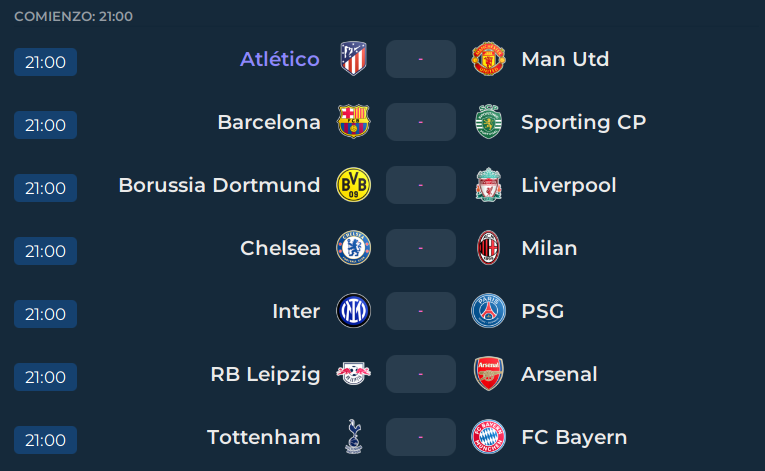 COMIENZO: 21:00
21:00 Atlético - Man Utd
21:00 Barcelona - Sporting CP
21:00 Borussia Dortmund - Liverpool
21:00 Chelsea - Milan
21:00 Inter - PSG
21:00 RB Leipzig - Arsenal
21:00 Tottenham - FC Bayern